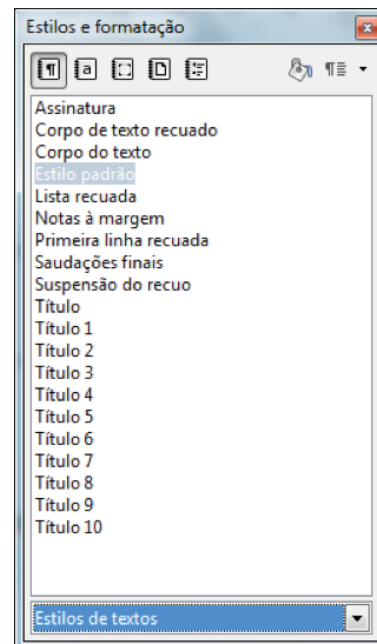 Estilos e formatação
Assinatura
Corpo de texto recuado
Corpo do texto
Estilo padrão
Lista recuada
Notas à margem
Primeira linha recuada
Saudações finais
Suspensão do recuo
Título
Título 1
Título 2
Título 3
Título 4
Título 5
Título 6
Título 7
Título 8
Título 9
Título 10
Estilos de textos